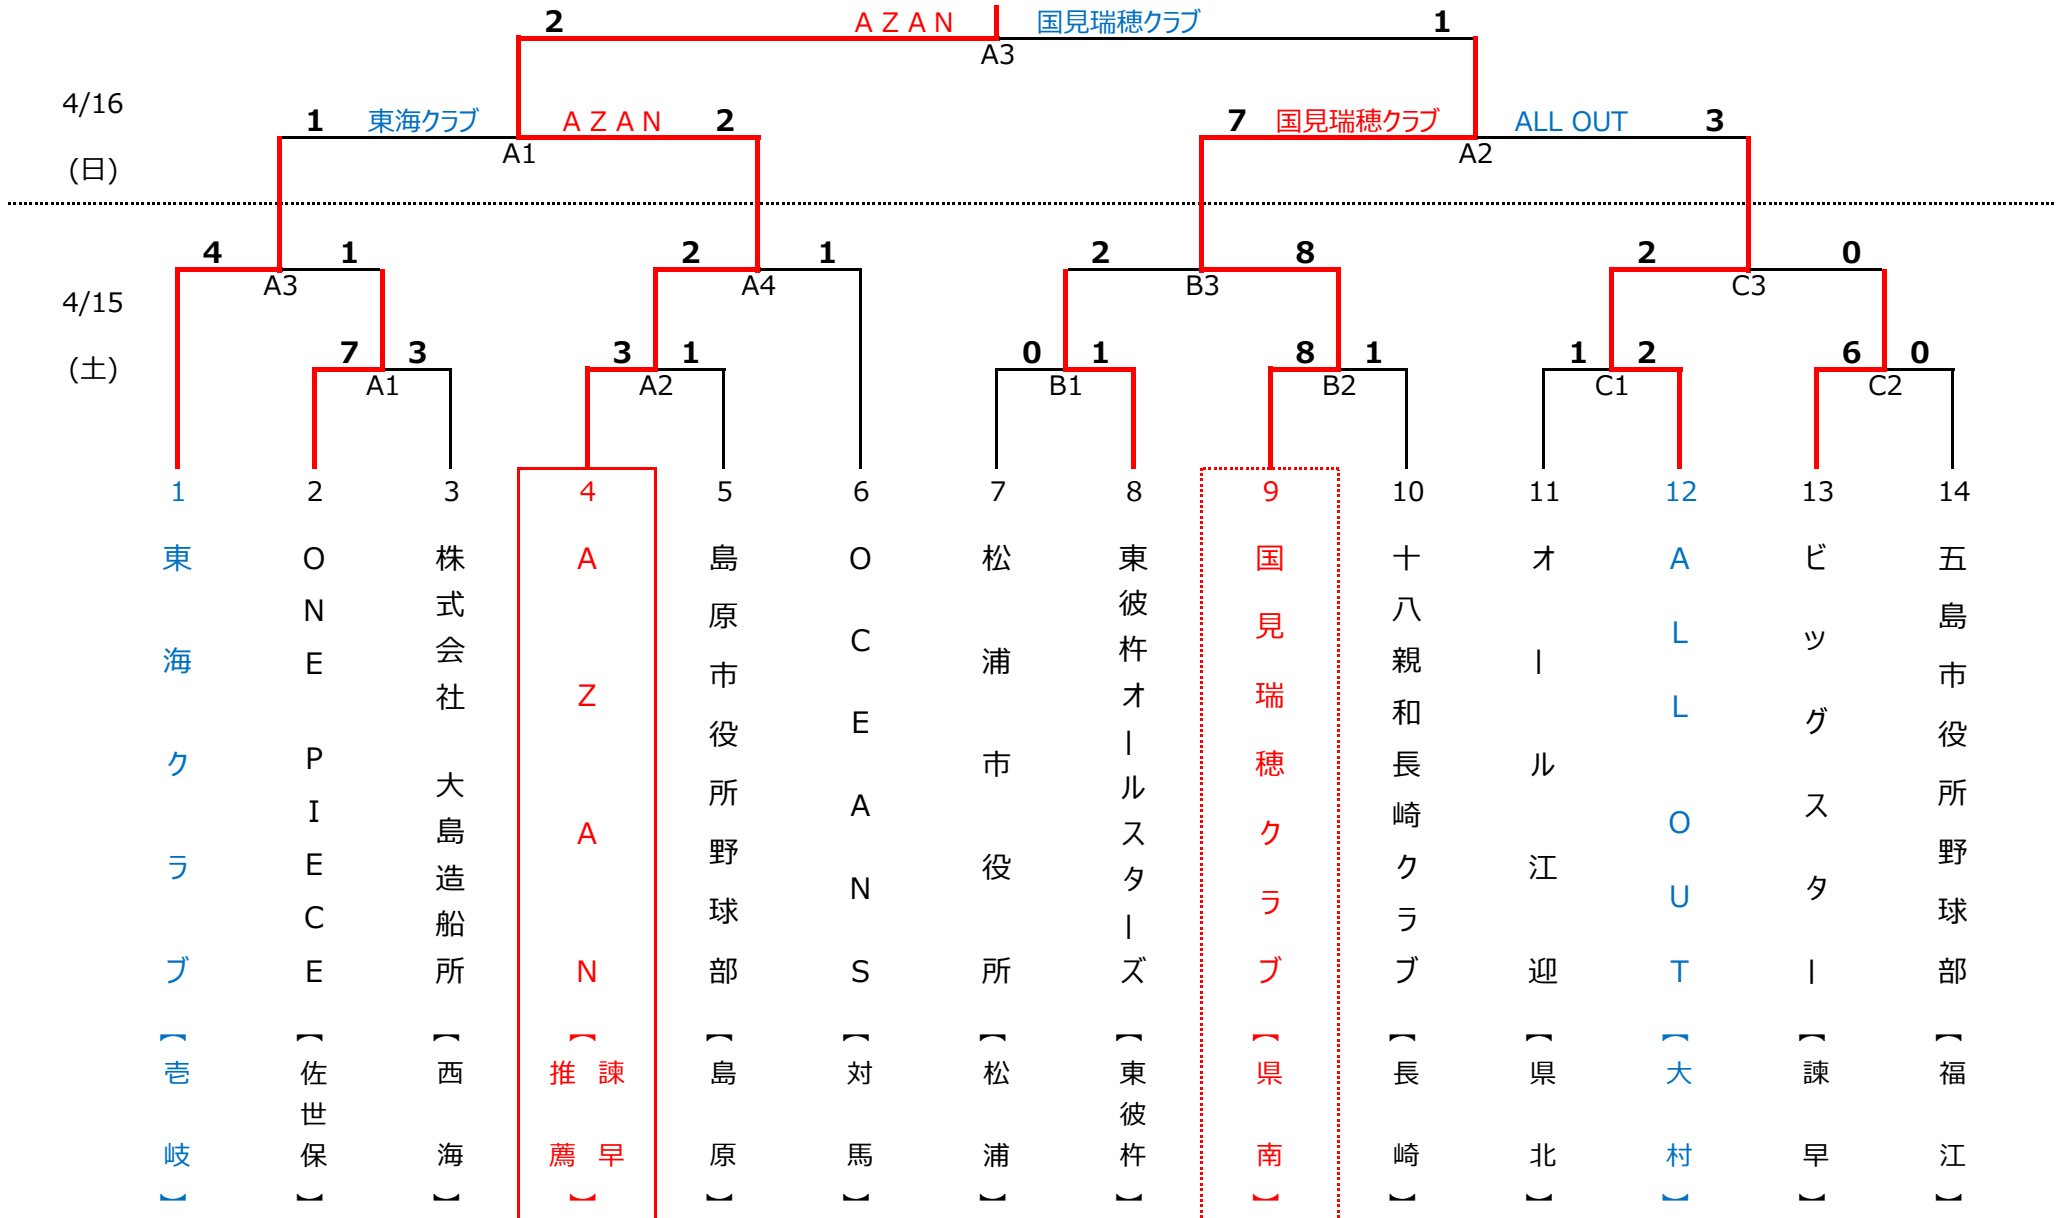 2 AZAN 国見瑞穂クラブ 1
A3
4/16
(日)
1 東海クラブ AZAN 2
A1
7 国見瑞穂クラブ ALL OUT 3
A2
4/15
(土)
4 1
A3
2 1
A4
2 8
B3
2 0
C3
7 3
A1
3 1
A2
0 1
B1
8 1
B2
1 2
C1
6 0
C2
1 東海クラブ【壱岐】
2 ONE PIECE【佐世保】
3 株式会社 大島造船所【西海】
4 AZAN【諫早推薦】
5 島原市役所野球部【島原】
6 OCEANS【対馬】
7 松浦市役所【松浦】
8 東彼杵オールスターズ【東彼杵】
9 国見瑞穂クラブ【県南】
10 十八親和長崎クラブ【長崎】
11 オール江迎【県北】
12 ALL OUT【大村】
13 ビッグスター【諫早】
14 五島市役所野球部【福江】